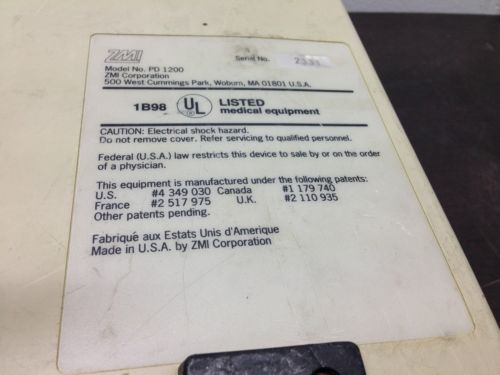 ZMI
Serial No. 2331
Model No. PD 1200
ZMI Corporation
500 West Cummings Park, Woburn, MA 01801 U.S.A.
1B98 UL LISTED
medical equipment
CAUTION: Electrical shock hazard.
Do not remove cover. Refer servicing to qualified personnel.
Federal (U.S.A.) law restricts this device to sale by or on the order
of a physician.
This equipment is manufactured under the following patents:
U.S. #4 349 030 Canada #1 179 740
France #2 517 975 U.K. #2 110 935
Other patents pending.
Fabriqué aux Estats Unis d'Amerique
Made in U.S.A. by ZMI Corporation